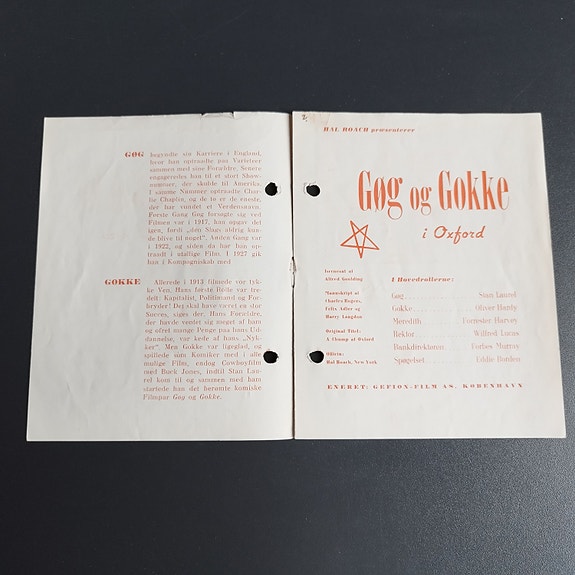 GØG begyndte sin Karriere i England,
hvor han optraadte paa Varieteer
sammen med sine Forældre. Senere
engageredes han til et stort Show-
nummer, der skulde til Amerika.
I samme Nummer optraadte Char-
lie Chaplin, og de to er de eneste,
der har vundet et Verdensnavn.
Første Gang Gøg forsøgte sig ved
Filmen var i 1917, han opgav det
igen, fordi „den Slags aldrig kun-
de blive til noget“. Anden Gang var
i 1922, og siden da har han op-
traadt i utallige Film. I 1927 gik
han i Kompagniskab med
GOKKE Allerede i 1913 filmede vor tyk-
ke Ven. Hans første Rolle var tre-
delt: Kapitalist, Politimand og For-
bryder! Det skal have været en stor
Succes, siges der. Hans Forældre,
der havde ventet sig meget af ham
og ofret mange Penge paa hans Ud-
dannelse, var kede af hans „Nyk-
ker“. Men Gokke var ligeglad, og
spillede som Komiker med i alle
mulige Film, endog Cowboyfilm
med Buck Jones, indtil Stan Lau-
rel kom til og sammen med ham
startede han det berømte komiske
Filmpar Gøg og Gokke.
HAL ROACH præsenterer
Gøg og Gokke
i Oxford
Iscenesat af
Alfred Goulding
Manuskript af
Charles Rogers,
Felix Adler og
Harry Langdon
Original Titel:
A Chump at Oxford
Villrin:
Hal Roach, New York.
I Hovedrollerne:
Gøg Stan Laurel
Gokke Oliver Hardy
Meredith Forrester Harvey
Rektor Wilfred Lucas
Bankdirektøren Forbes Murray
Spøgelset Eddie Borden
ENERET: GEFION-FILM AS. KØBENHAVN